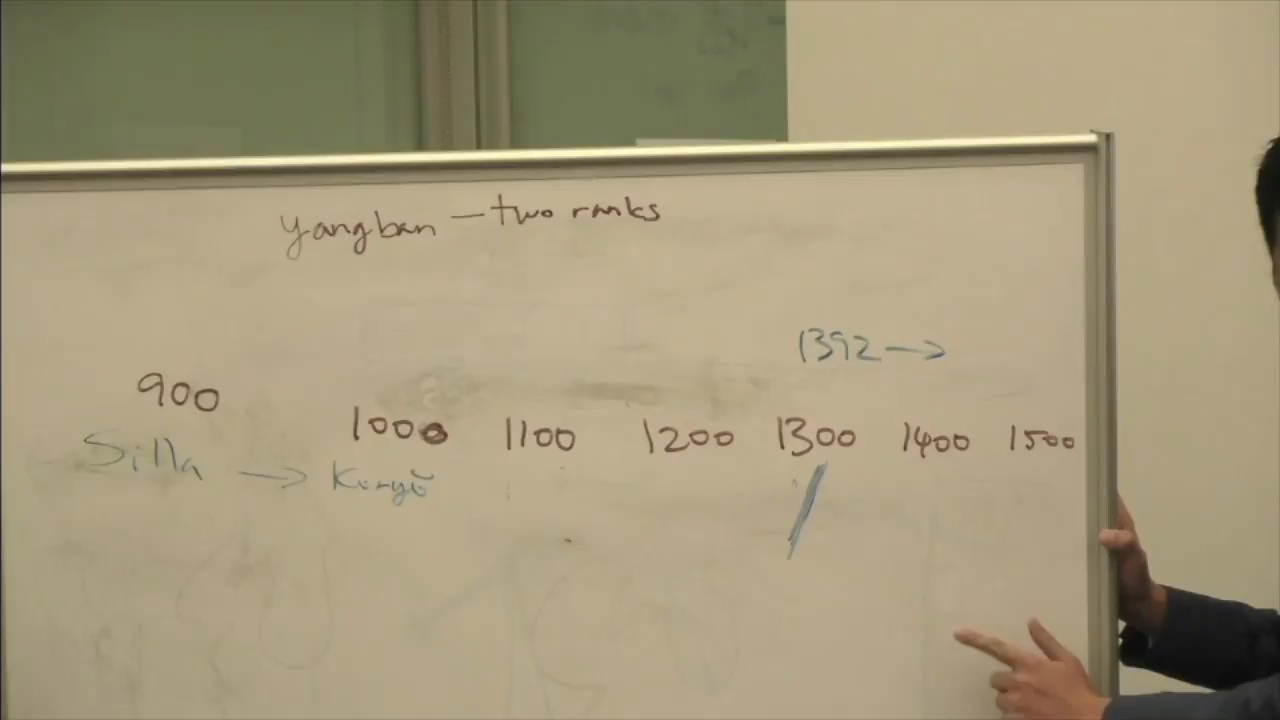 yangban — two ranks
1392 →
900 1000 1100 1200 1300 1400 1500
Silla → Koryŏ